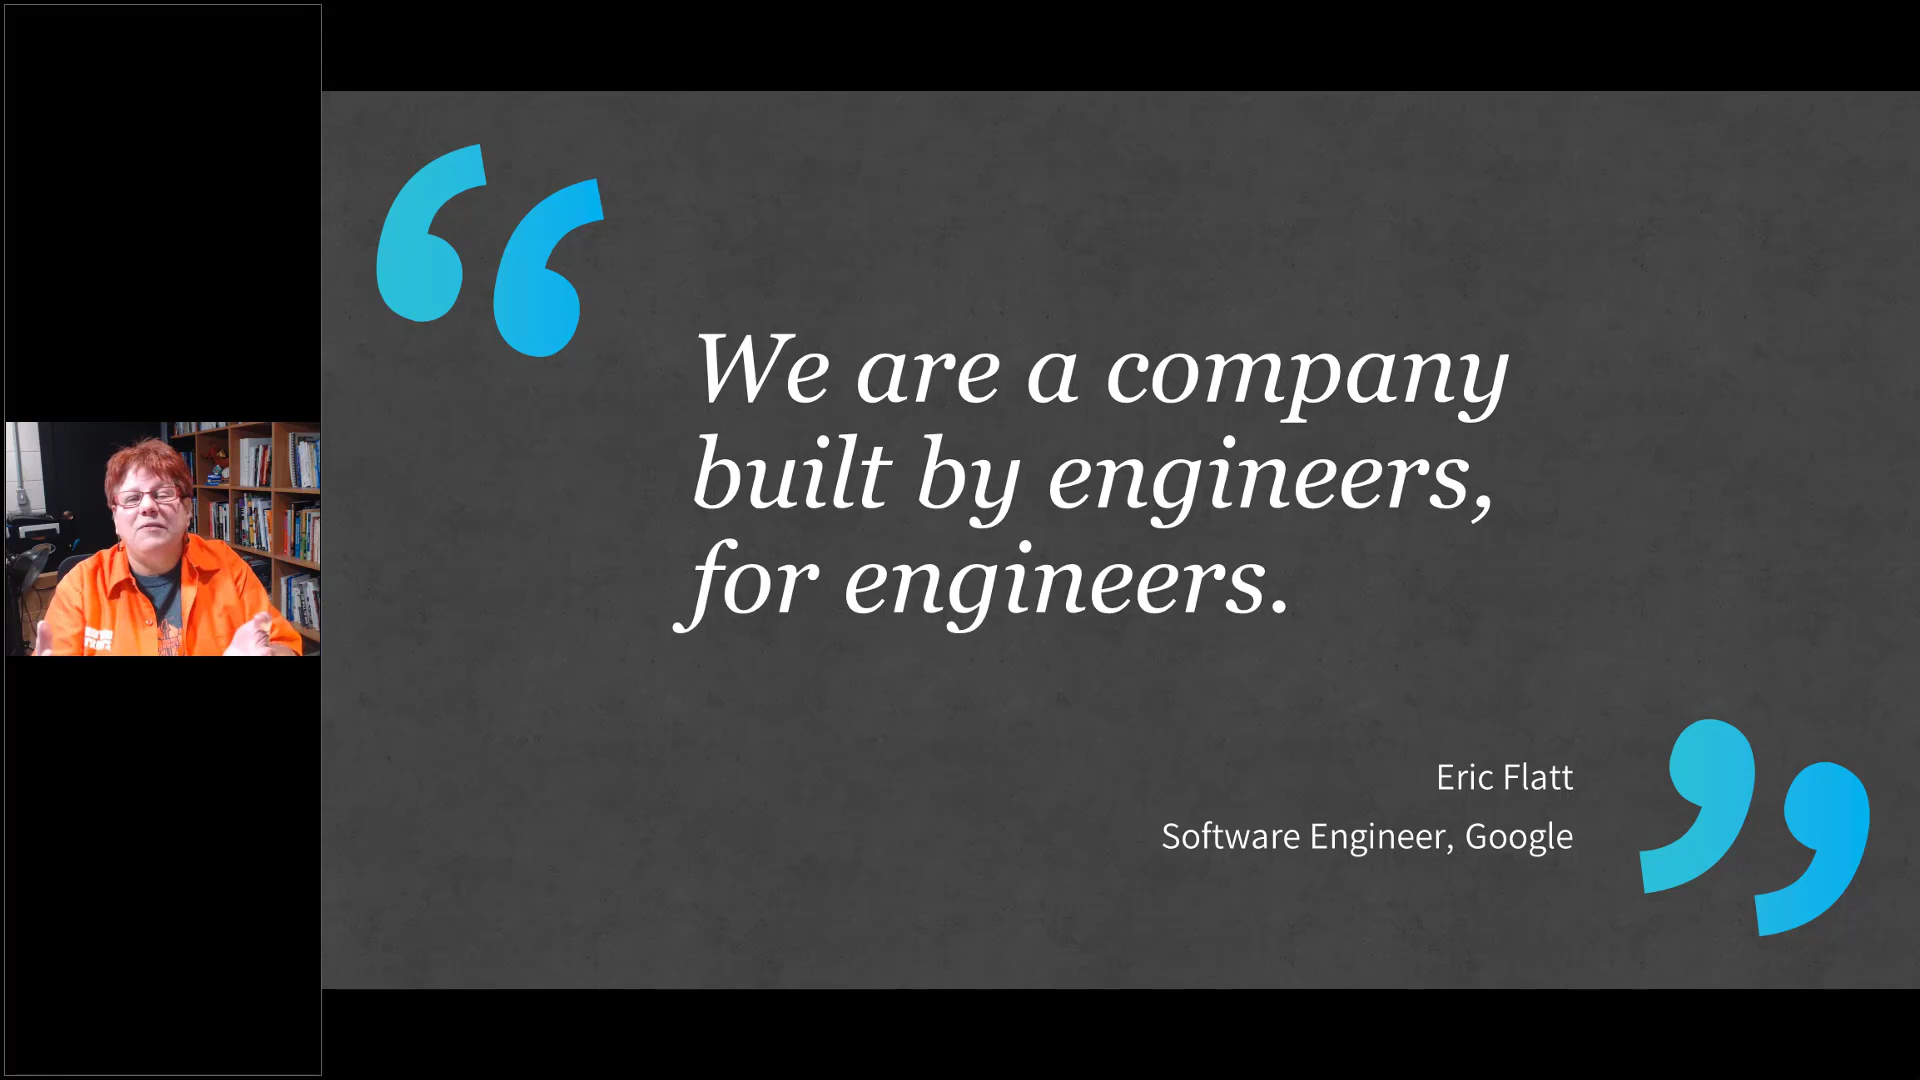 We are a company
built by engineers,
for engineers.
Eric Flatt
Software Engineer, Google